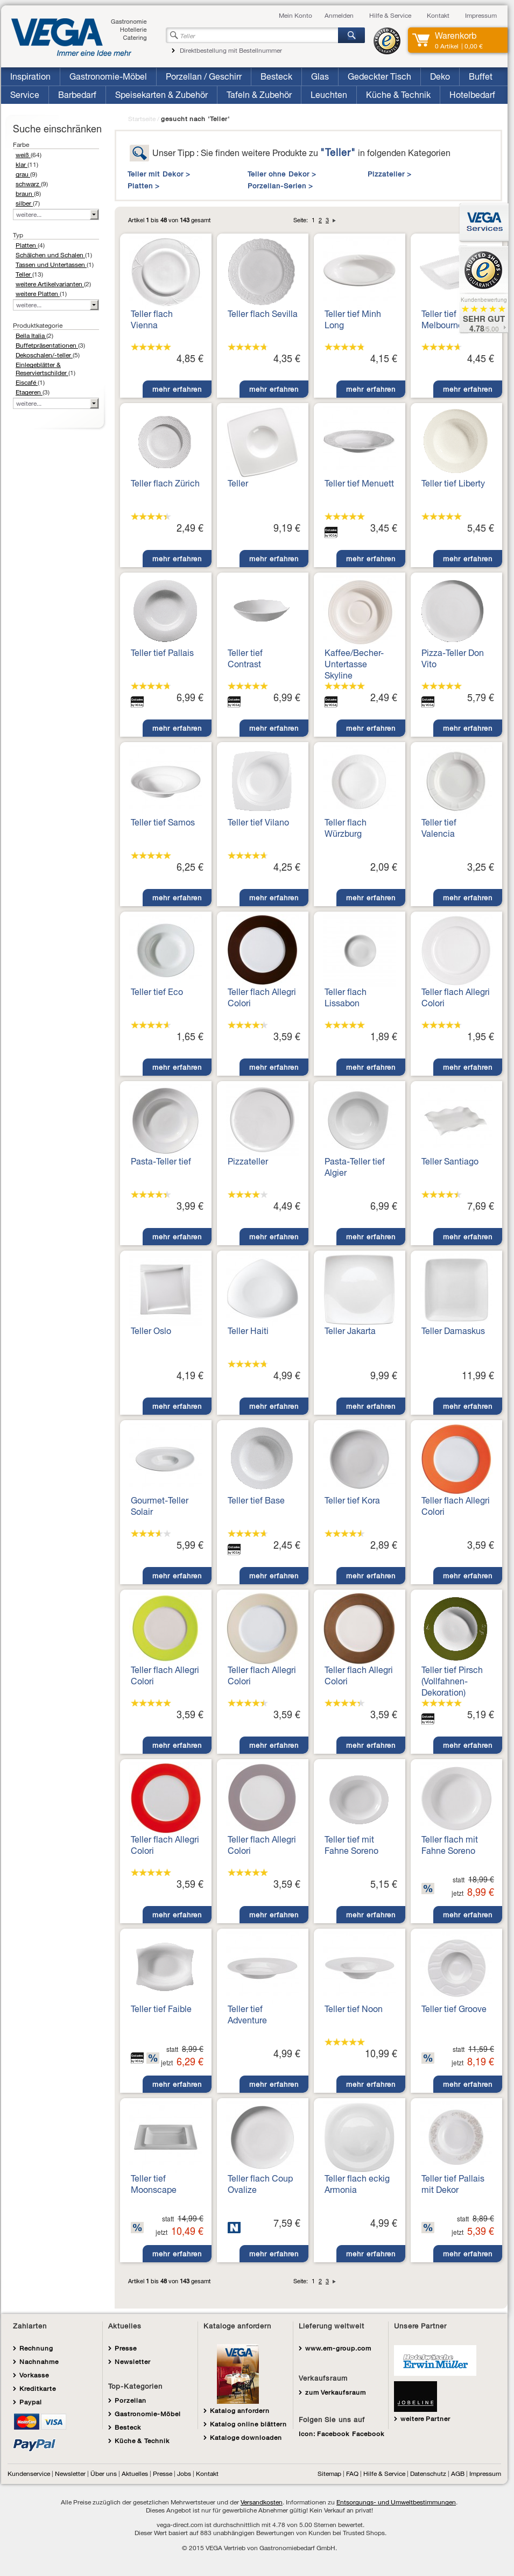 Mein Konto Anmelden Hilfe & Service Kontakt Impressum
VEGA
Immer eine Idee mehr
Gastronomie
Hotellerie
Catering
Teller
Direktbestellung mit Bestellnummer
Warenkorb
0 Artikel | 0,00 €
Inspiration Gastronomie-Möbel Porzellan / Geschirr Besteck Glas Gedeckter Tisch Deko Buffet
Service Barbedarf Speisekarten & Zubehör Tafeln & Zubehör Leuchten Küche & Technik Hotelbedarf
Startseite gesucht nach 'Teller'
Suche einschränken
Farbe
weiß (64)
klar (11)
grau (9)
schwarz (9)
braun (8)
silber (7)
weitere...
Typ
Platten (4)
Schälchen und Schalen (1)
Tassen und Untertassen (1)
Teller (13)
weitere Artikelvarianten (2)
weitere Platten (1)
weitere...
Produktkategorie
Bella Italia (2)
Buffetpräsentationen (3)
Dekoschalen/-teller (5)
Einlegeblätter &
Reserviertschilder (1)
Eiscafé (1)
Etageren (3)
weitere...
Unser Tipp : Sie finden weitere Produkte zu "Teller" in folgenden Kategorien
Teller mit Dekor > Teller ohne Dekor > Pizzateller >
Platten > Porzellan-Serien >
Artikel 1 bis 48 von 143 gesamt Seite: 1 2 3
VEGA
Services
TRUSTED SHOPS
GUARANTEE
Kundenbewertung
SEHR GUT
4.78/5.00
Teller flach Vienna
4,85 €
mehr erfahren
Teller flach Sevilla
4,35 €
mehr erfahren
Teller tief Minh Long
4,15 €
mehr erfahren
Teller tief Melbourne
4,45 €
mehr erfahren
Teller flach Zürich
2,49 €
mehr erfahren
Teller
9,19 €
mehr erfahren
Teller tief Menuett
3,45 €
mehr erfahren
Teller tief Liberty
5,45 €
mehr erfahren
Teller tief Pallais
6,99 €
mehr erfahren
Teller tief Contrast
6,99 €
mehr erfahren
Kaffee/Becher-Untertasse Skyline
2,49 €
mehr erfahren
Pizza-Teller Don Vito
5,79 €
mehr erfahren
Teller tief Samos
6,25 €
mehr erfahren
Teller tief Vilano
4,25 €
mehr erfahren
Teller flach Würzburg
2,09 €
mehr erfahren
Teller tief Valencia
3,25 €
mehr erfahren
Teller tief Eco
1,65 €
mehr erfahren
Teller flach Allegri Colori
3,59 €
mehr erfahren
Teller flach Lissabon
1,89 €
mehr erfahren
Teller flach Allegri Colori
1,95 €
mehr erfahren
Pasta-Teller tief
3,99 €
mehr erfahren
Pizzateller
4,49 €
mehr erfahren
Pasta-Teller tief Algier
6,99 €
mehr erfahren
Teller Santiago
7,69 €
mehr erfahren
Teller Oslo
4,19 €
mehr erfahren
Teller Haiti
4,99 €
mehr erfahren
Teller Jakarta
9,99 €
mehr erfahren
Teller Damaskus
11,99 €
mehr erfahren
Gourmet-Teller Solair
5,99 €
mehr erfahren
Teller tief Base
2,45 €
mehr erfahren
Teller tief Kora
2,89 €
mehr erfahren
Teller flach Allegri Colori
3,59 €
mehr erfahren
Teller flach Allegri Colori
3,59 €
mehr erfahren
Teller flach Allegri Colori
3,59 €
mehr erfahren
Teller flach Allegri Colori
3,59 €
mehr erfahren
Teller tief Pirsch (Vollfahnen-Dekoration)
5,19 €
mehr erfahren
Teller flach Allegri Colori
3,59 €
mehr erfahren
Teller flach Allegri Colori
3,59 €
mehr erfahren
Teller tief mit Fahne Soreno
5,15 €
mehr erfahren
Teller flach mit Fahne Soreno
% statt 18,99 €
jetzt 8,99 €
mehr erfahren
Teller tief Faible
% statt 8,99 €
jetzt 6,29 €
mehr erfahren
Teller tief Adventure
4,99 €
mehr erfahren
Teller tief Noon
10,99 €
mehr erfahren
Teller tief Groove
% statt 11,69 €
jetzt 8,19 €
mehr erfahren
Teller tief Moonscape
% statt 14,99 €
jetzt 10,49 €
mehr erfahren
Teller flach Coup Ovalize
N 7,59 €
mehr erfahren
Teller flach eckig Armonia
4,99 €
mehr erfahren
Teller tief Pallais mit Dekor
% statt 8,89 €
jetzt 5,39 €
mehr erfahren
Artikel 1 bis 48 von 143 gesamt Seite: 1 2 3
Zahlarten
Rechnung
Nachnahme
Vorkasse
Kreditkarte
Paypal
MasterCard VISA
PayPal
Aktuelles
Presse
Newsletter
Top-Kategorien
Porzellan
Gastronomie-Möbel
Besteck
Küche & Technik
Kataloge anfordern
VEGA
Katalog anfordern
Katalog online blättern
Kataloge downloaden
Lieferung weltweit
www.em-group.com
Verkaufsraum
zum Verkaufsraum
Folgen Sie uns auf
Icon: Facebook Facebook
Unsere Partner
Hotelwäsche
Erwin Müller
JOBELINE
weitere Partner
Kundenservice | Newsletter | Über uns | Aktuelles | Presse | Jobs | Kontakt
Sitemap | FAQ | Hilfe & Service | Datenschutz | AGB | Impressum
Alle Preise zuzüglich der gesetzlichen Mehrwertsteuer und der Versandkosten. Informationen zu Entsorgungs- und Umweltbestimmungen.
Dieses Angebot ist nur für gewerbliche Abnehmer gültig! Kein Verkauf an privat!
vega-direct.com ist durchschnittlich mit 4.78 von 5.00 Sternen bewertet.
Dieser Wert basiert auf 883 unabhängigen Bewertungen von Kunden bei Trusted Shops.
© 2015 VEGA Vertrieb von Gastronomiebedarf GmbH.